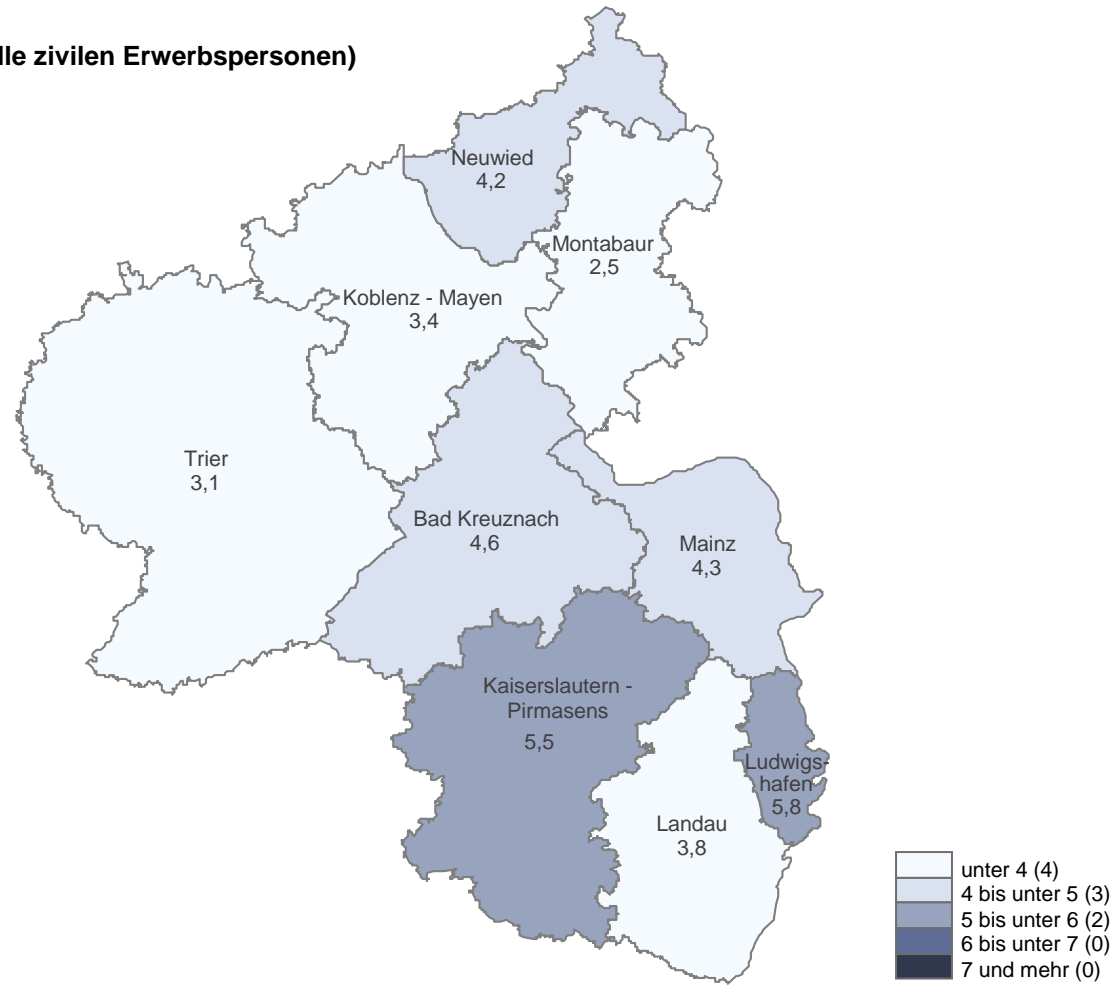 lle zivilen Erwerbspersonen)
Neuwied
4,2
Montabaur
2,5
Koblenz - Mayen
3,4
Trier
3,1
Bad Kreuznach
4,6
Mainz
4,3
Kaiserslautern -
Pirmasens
5,5
Ludwigs-
hafen
5,8
Landau
3,8
unter 4 (4)
4 bis unter 5 (3)
5 bis unter 6 (2)
6 bis unter 7 (0)
7 und mehr (0)